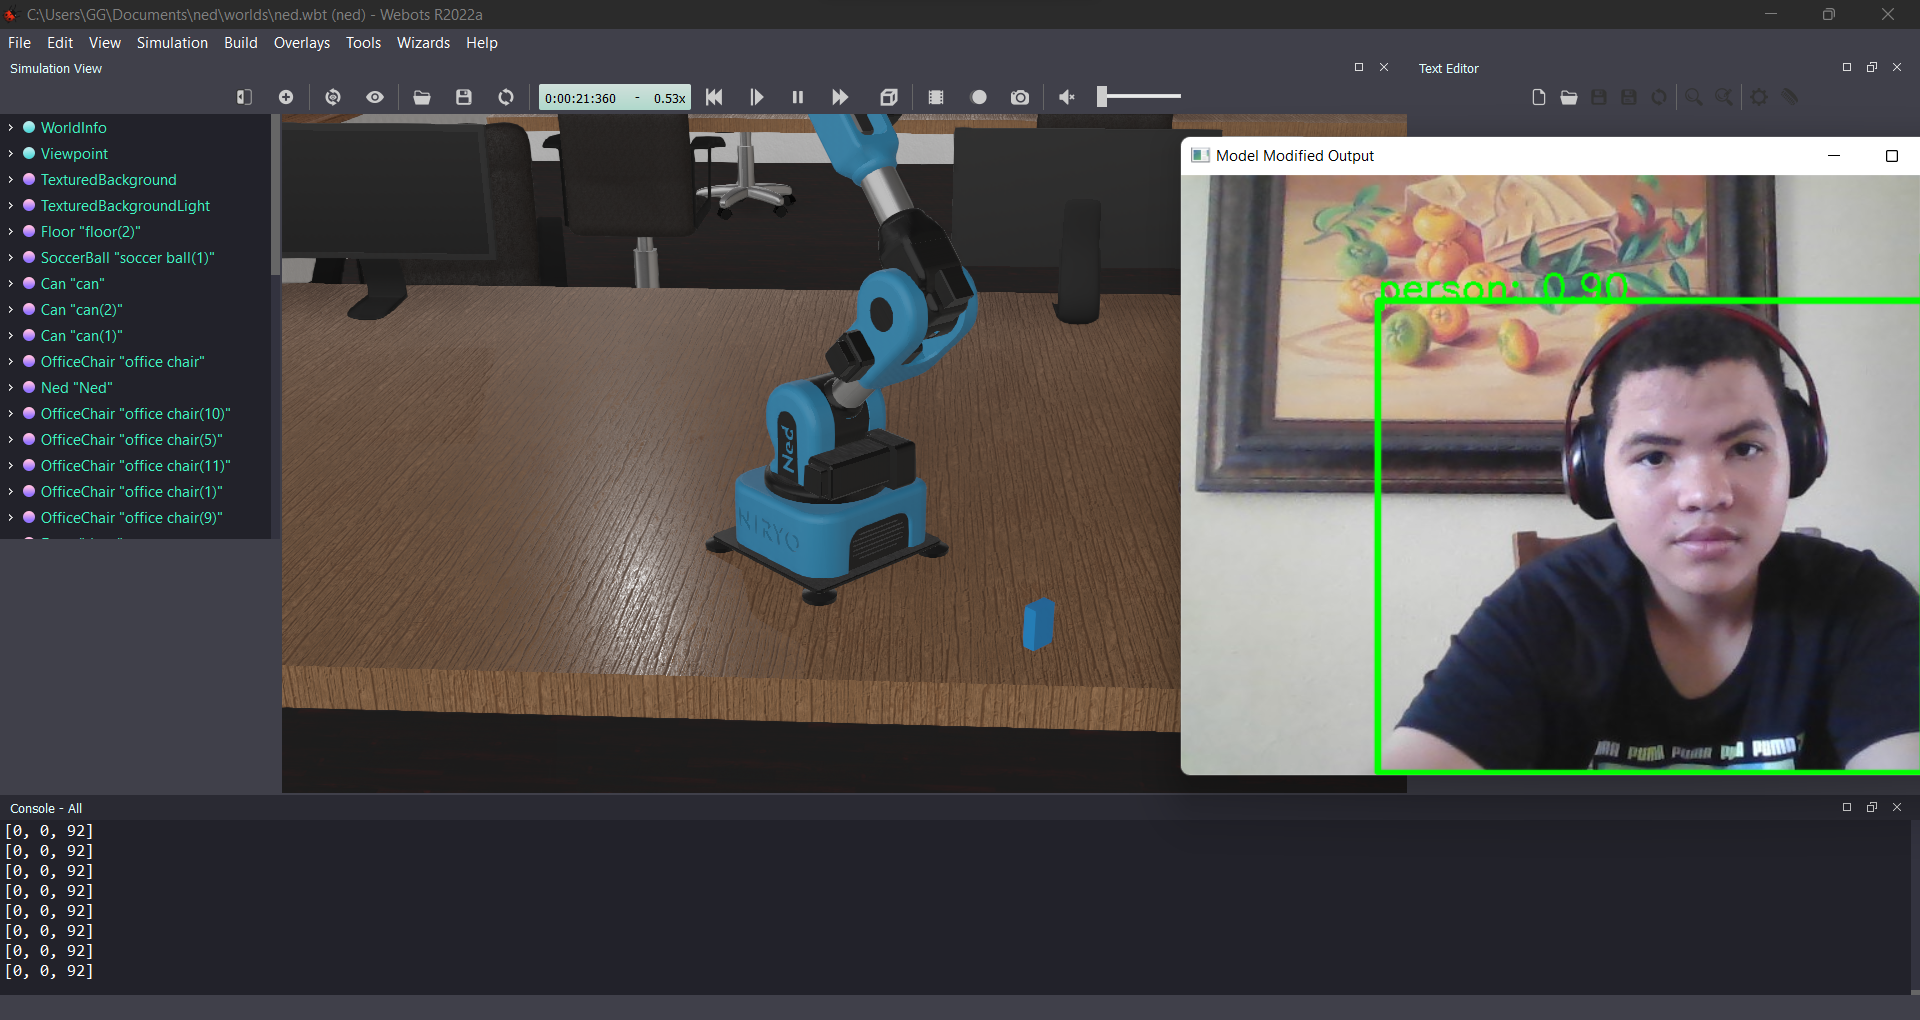 C:\Users\GG\Documents\ned\worlds\ned.wbt (ned) - Webots R2022a
File Edit View Simulation Build Overlays Tools Wizards Help
Simulation View
Text Editor
0:00:21:360 - 0.53x
WorldInfo
Viewpoint
TexturedBackground
TexturedBackgroundLight
Floor "floor(2)"
SoccerBall "soccer ball(1)"
Can "can"
Can "can(2)"
Can "can(1)"
OfficeChair "office chair"
Ned "Ned"
OfficeChair "office chair(10)"
OfficeChair "office chair(5)"
OfficeChair "office chair(11)"
OfficeChair "office chair(1)"
OfficeChair "office chair(9)"
Ned
NIRYO
Model Modified Output
person: 0.90
PUMA PUMA PUMA
Console - All
[0, 0, 92]
[0, 0, 92]
[0, 0, 92]
[0, 0, 92]
[0, 0, 92]
[0, 0, 92]
[0, 0, 92]
[0, 0, 92]